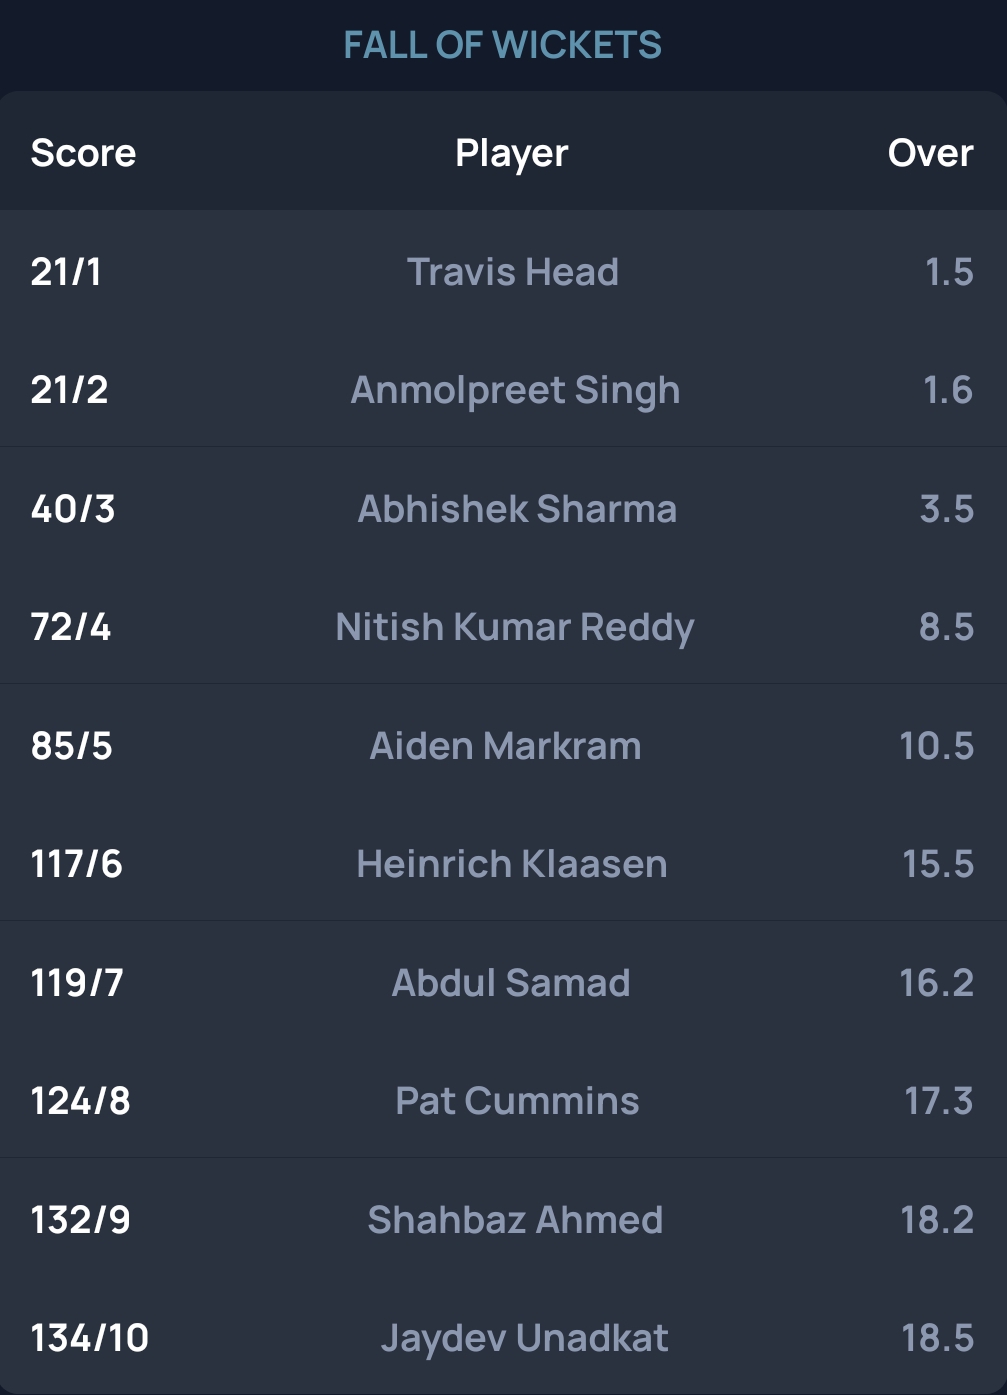 FALL OF WICKETS
Score Player Over
21/1 Travis Head 1.5
21/2 Anmolpreet Singh 1.6
40/3 Abhishek Sharma 3.5
72/4 Nitish Kumar Reddy 8.5
85/5 Aiden Markram 10.5
117/6 Heinrich Klaasen 15.5
119/7 Abdul Samad 16.2
124/8 Pat Cummins 17.3
132/9 Shahbaz Ahmed 18.2
134/10 Jaydev Unadkat 18.5